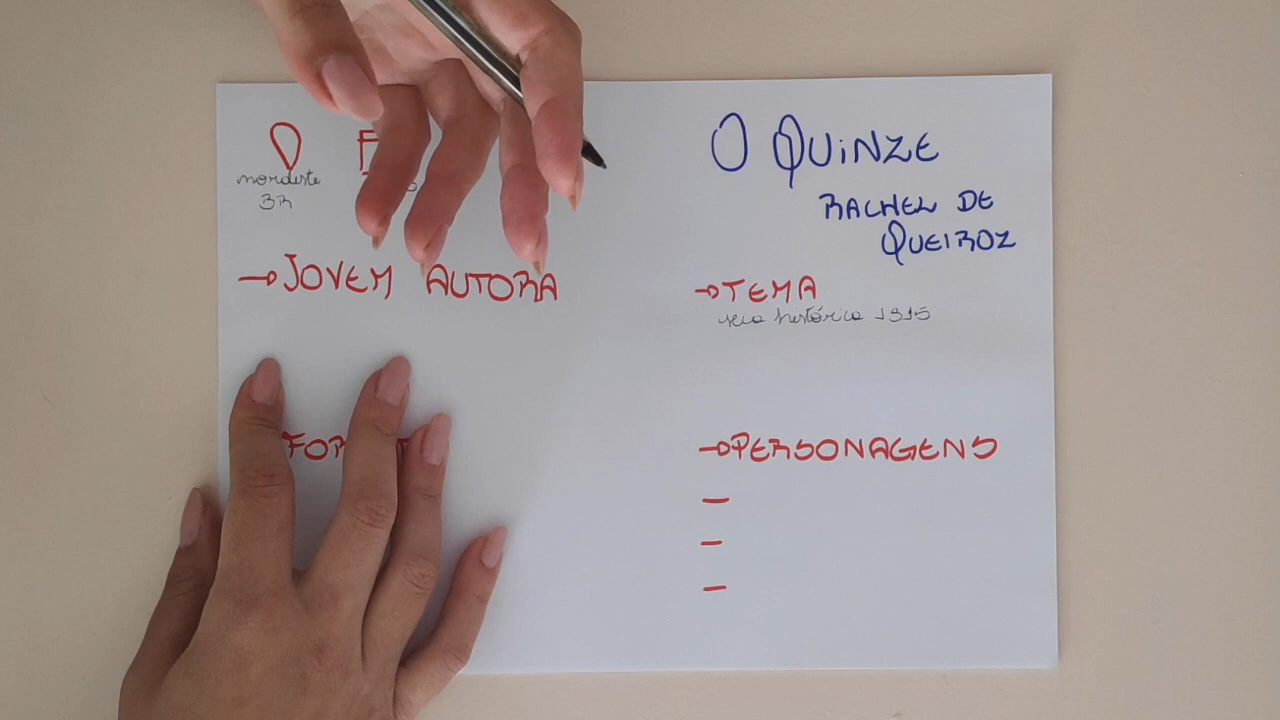 O QUiNZE
RACHEL DE
QUEIROZ
nordeste
BR
→JOVEM AUTORA
→TEMA
seca histórica 1915
→PERSONAGENS
-
-
-